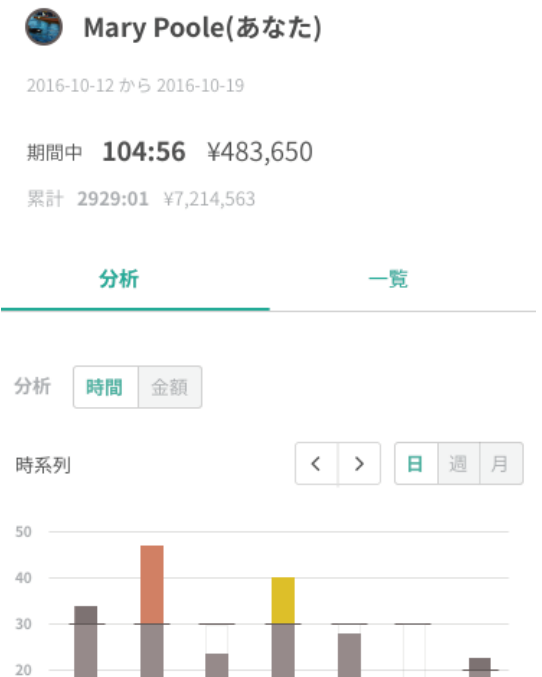 Mary Poole(あなた)
2016-10-12 から 2016-10-19
期間中 104:56 ¥483,650
累計 2929:01 ¥7,214,563
分析 一覧
分析 時間 金額
時系列 < > 日 週 月
50
40
30
20